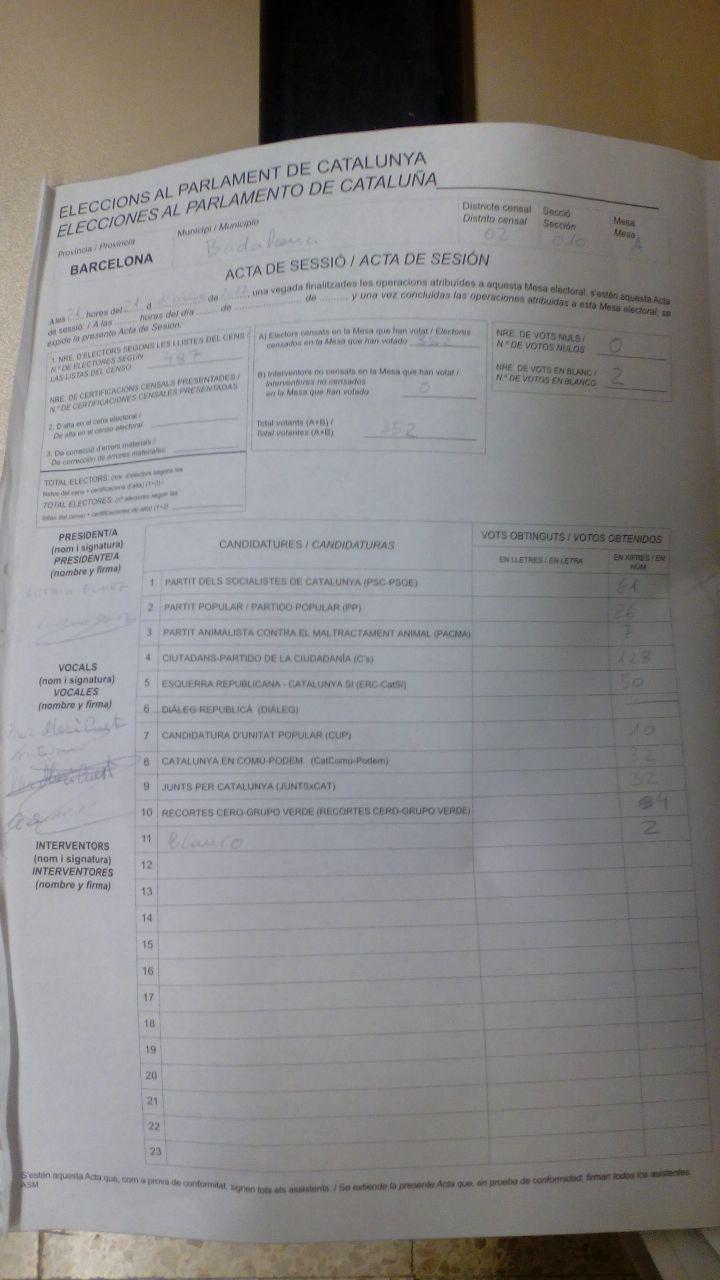 ELECCIONS AL PARLAMENT DE CATALUNYA
ELECCIONES AL PARLAMENTO DE CATALUÑA
Província / Provincia
BARCELONA
Municipi / Municipio
Badalona
Districte censal
Distrito censal
02
Secció
Sección
010
Mesa
Mesa
A
ACTA DE SESSIÓ / ACTA DE SESIÓN
A les 21 hores del 21 d de 2017, una vegada finalitzades les operacions atribuïdes a aquesta Mesa electoral, s'estén aquesta Acta
de sessió. / A las ........ horas del día ........ de ........................ de ........, y una vez concluidas las operaciones atribuidas a esta Mesa electoral, se
expide la presente Acta de Sesión.
1. NRE. D'ELECTORS SEGONS LES LLISTES DEL CENS /
N.º DE ELECTORES SEGÚN
LAS LISTAS DEL CENSO 487
NRE. DE CERTIFICACIONS CENSALS PRESENTADES /
N.º DE CERTIFICACIONES CENSALES PRESENTADAS
2. D'alta en el cens electoral /
De alta en el censo electoral:
3. De correcció d'errors materials /
De corrección de errores materiales:
TOTAL ELECTORS: (nre. d'electors segons les
llistes del cens + certificacions d'alta) (1+2) /
TOTAL ELECTORES: (nº electores según las
listas del censo + certificaciones de alta) (1+2)
A) Electors censats en la Mesa que han votat / Electores
censados en la Mesa que han votado 352
B) Interventors no censats en la Mesa que han votat /
Interventores no censados
en la Mesa que han votado 0
Total votants (A+B) /
Total votantes (A+B) 352
NRE. DE VOTS NULS /
N.º DE VOTOS NULOS 0
NRE. DE VOTS EN BLANC /
N.º DE VOTOS EN BLANCO 2
PRESIDENT/A
(nom i signatura)
PRESIDENTE/A
(nombre y firma)
VOCALS
(nom i signatura)
VOCALES
(nombre y firma)
INTERVENTORS
(nom i signatura)
INTERVENTORES
(nombre y firma)
CANDIDATURES / CANDIDATURAS
VOTS OBTINGUTS / VOTOS OBTENIDOS
EN LLETRES / EN LETRA
EN XIFRES / EN NÚM
1 PARTIT DELS SOCIALISTES DE CATALUNYA (PSC-PSOE) 61
2 PARTIT POPULAR / PARTIDO POPULAR (PP) 26
3 PARTIT ANIMALISTA CONTRA EL MALTRACTAMENT ANIMAL (PACMA) 7
4 CIUTADANS-PARTIDO DE LA CIUDADANÍA (C's) 128
5 ESQUERRA REPUBLICANA - CATALUNYA SÍ (ERC-CatSí) 50
6 DIÀLEG REPUBLICÀ (DIÀLEG) —
7 CANDIDATURA D'UNITAT POPULAR (CUP) 10
8 CATALUNYA EN COMÚ-PODEM (CatComú-Podem) 32
9 JUNTS PER CATALUNYA (JUNTSxCAT) 32
10 RECORTES CERO-GRUPO VERDE (RECORTES CERO-GRUPO VERDE) 4
11 Blanco 2
12
13
14
15
16
17
18
19
20
21
22
23
S'estén aquesta Acta que, com a prova de conformitat, signen tots els assistents. / Se extiende la presente Acta que, en prueba de conformidad, firman todos los asistentes.
ASM